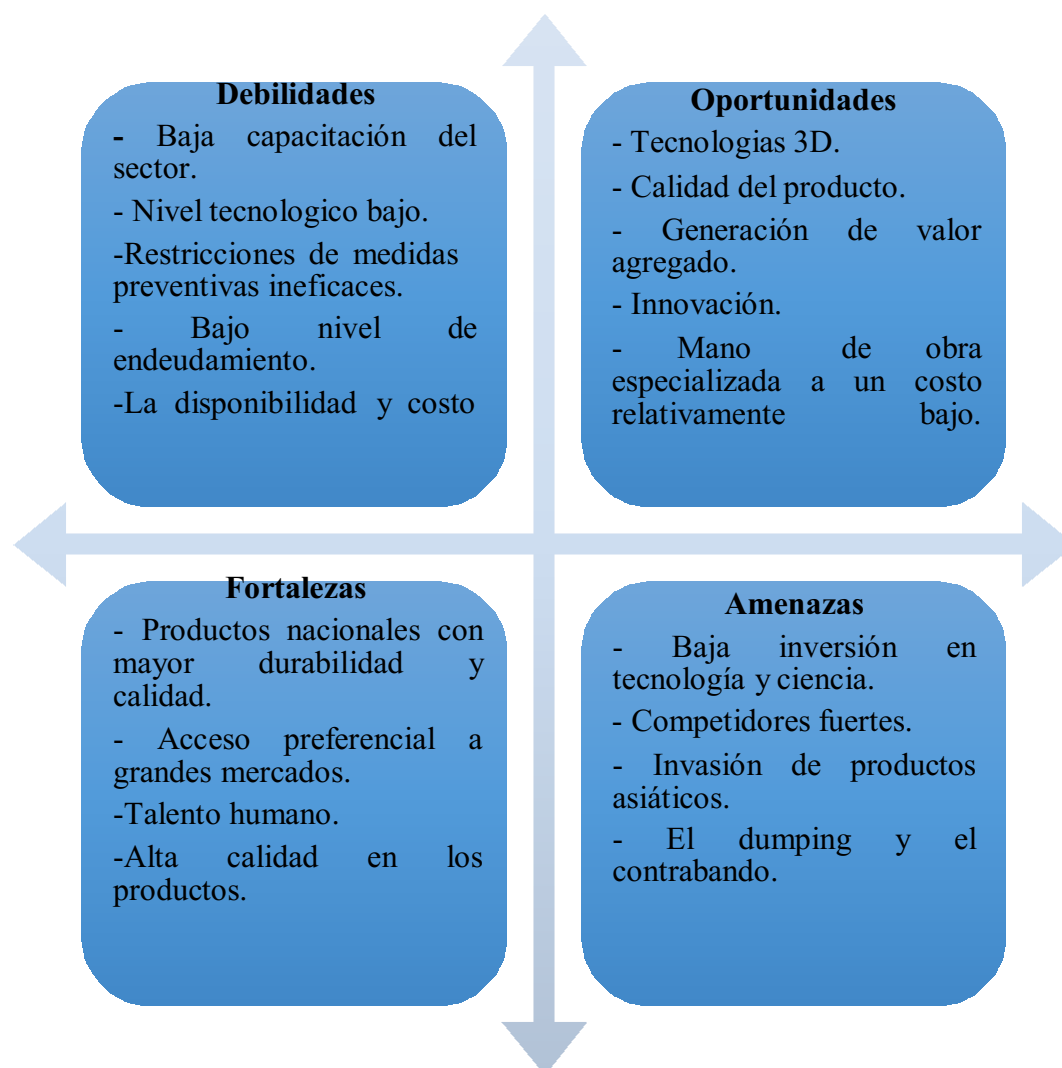 Debilidades
- Baja capacitación del
sector.
- Nivel tecnologico bajo.
-Restricciones de medidas
preventivas ineficaces.
- Bajo nivel de
endeudamiento.
-La disponibilidad y costo
Oportunidades
- Tecnologias 3D.
- Calidad del producto.
- Generación de valor
agregado.
- Innovación.
- Mano de obra
especializada a un costo
relativamente bajo.
Fortalezas
- Productos nacionales con
mayor durabilidad y
calidad.
- Acceso preferencial a
grandes mercados.
-Talento humano.
-Alta calidad en los
productos.
Amenazas
- Baja inversión en
tecnología y ciencia.
- Competidores fuertes.
- Invasión de productos
asiáticos.
- El dumping y el
contrabando.